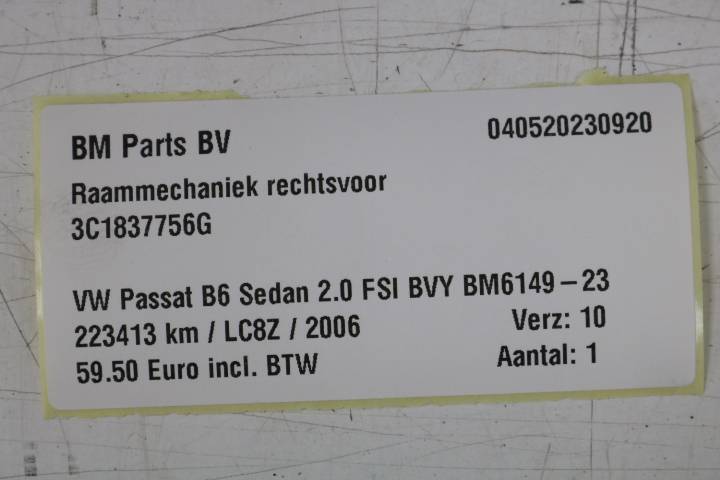 BM Parts BV 040520230920
Raammechaniek rechtsvoor
3C1837756G
VW Passat B6 Sedan 2.0 FSI BVY BM6149-23
223413 km / LC8Z / 2006 Verz: 10
59.50 Euro incl. BTW Aantal: 1